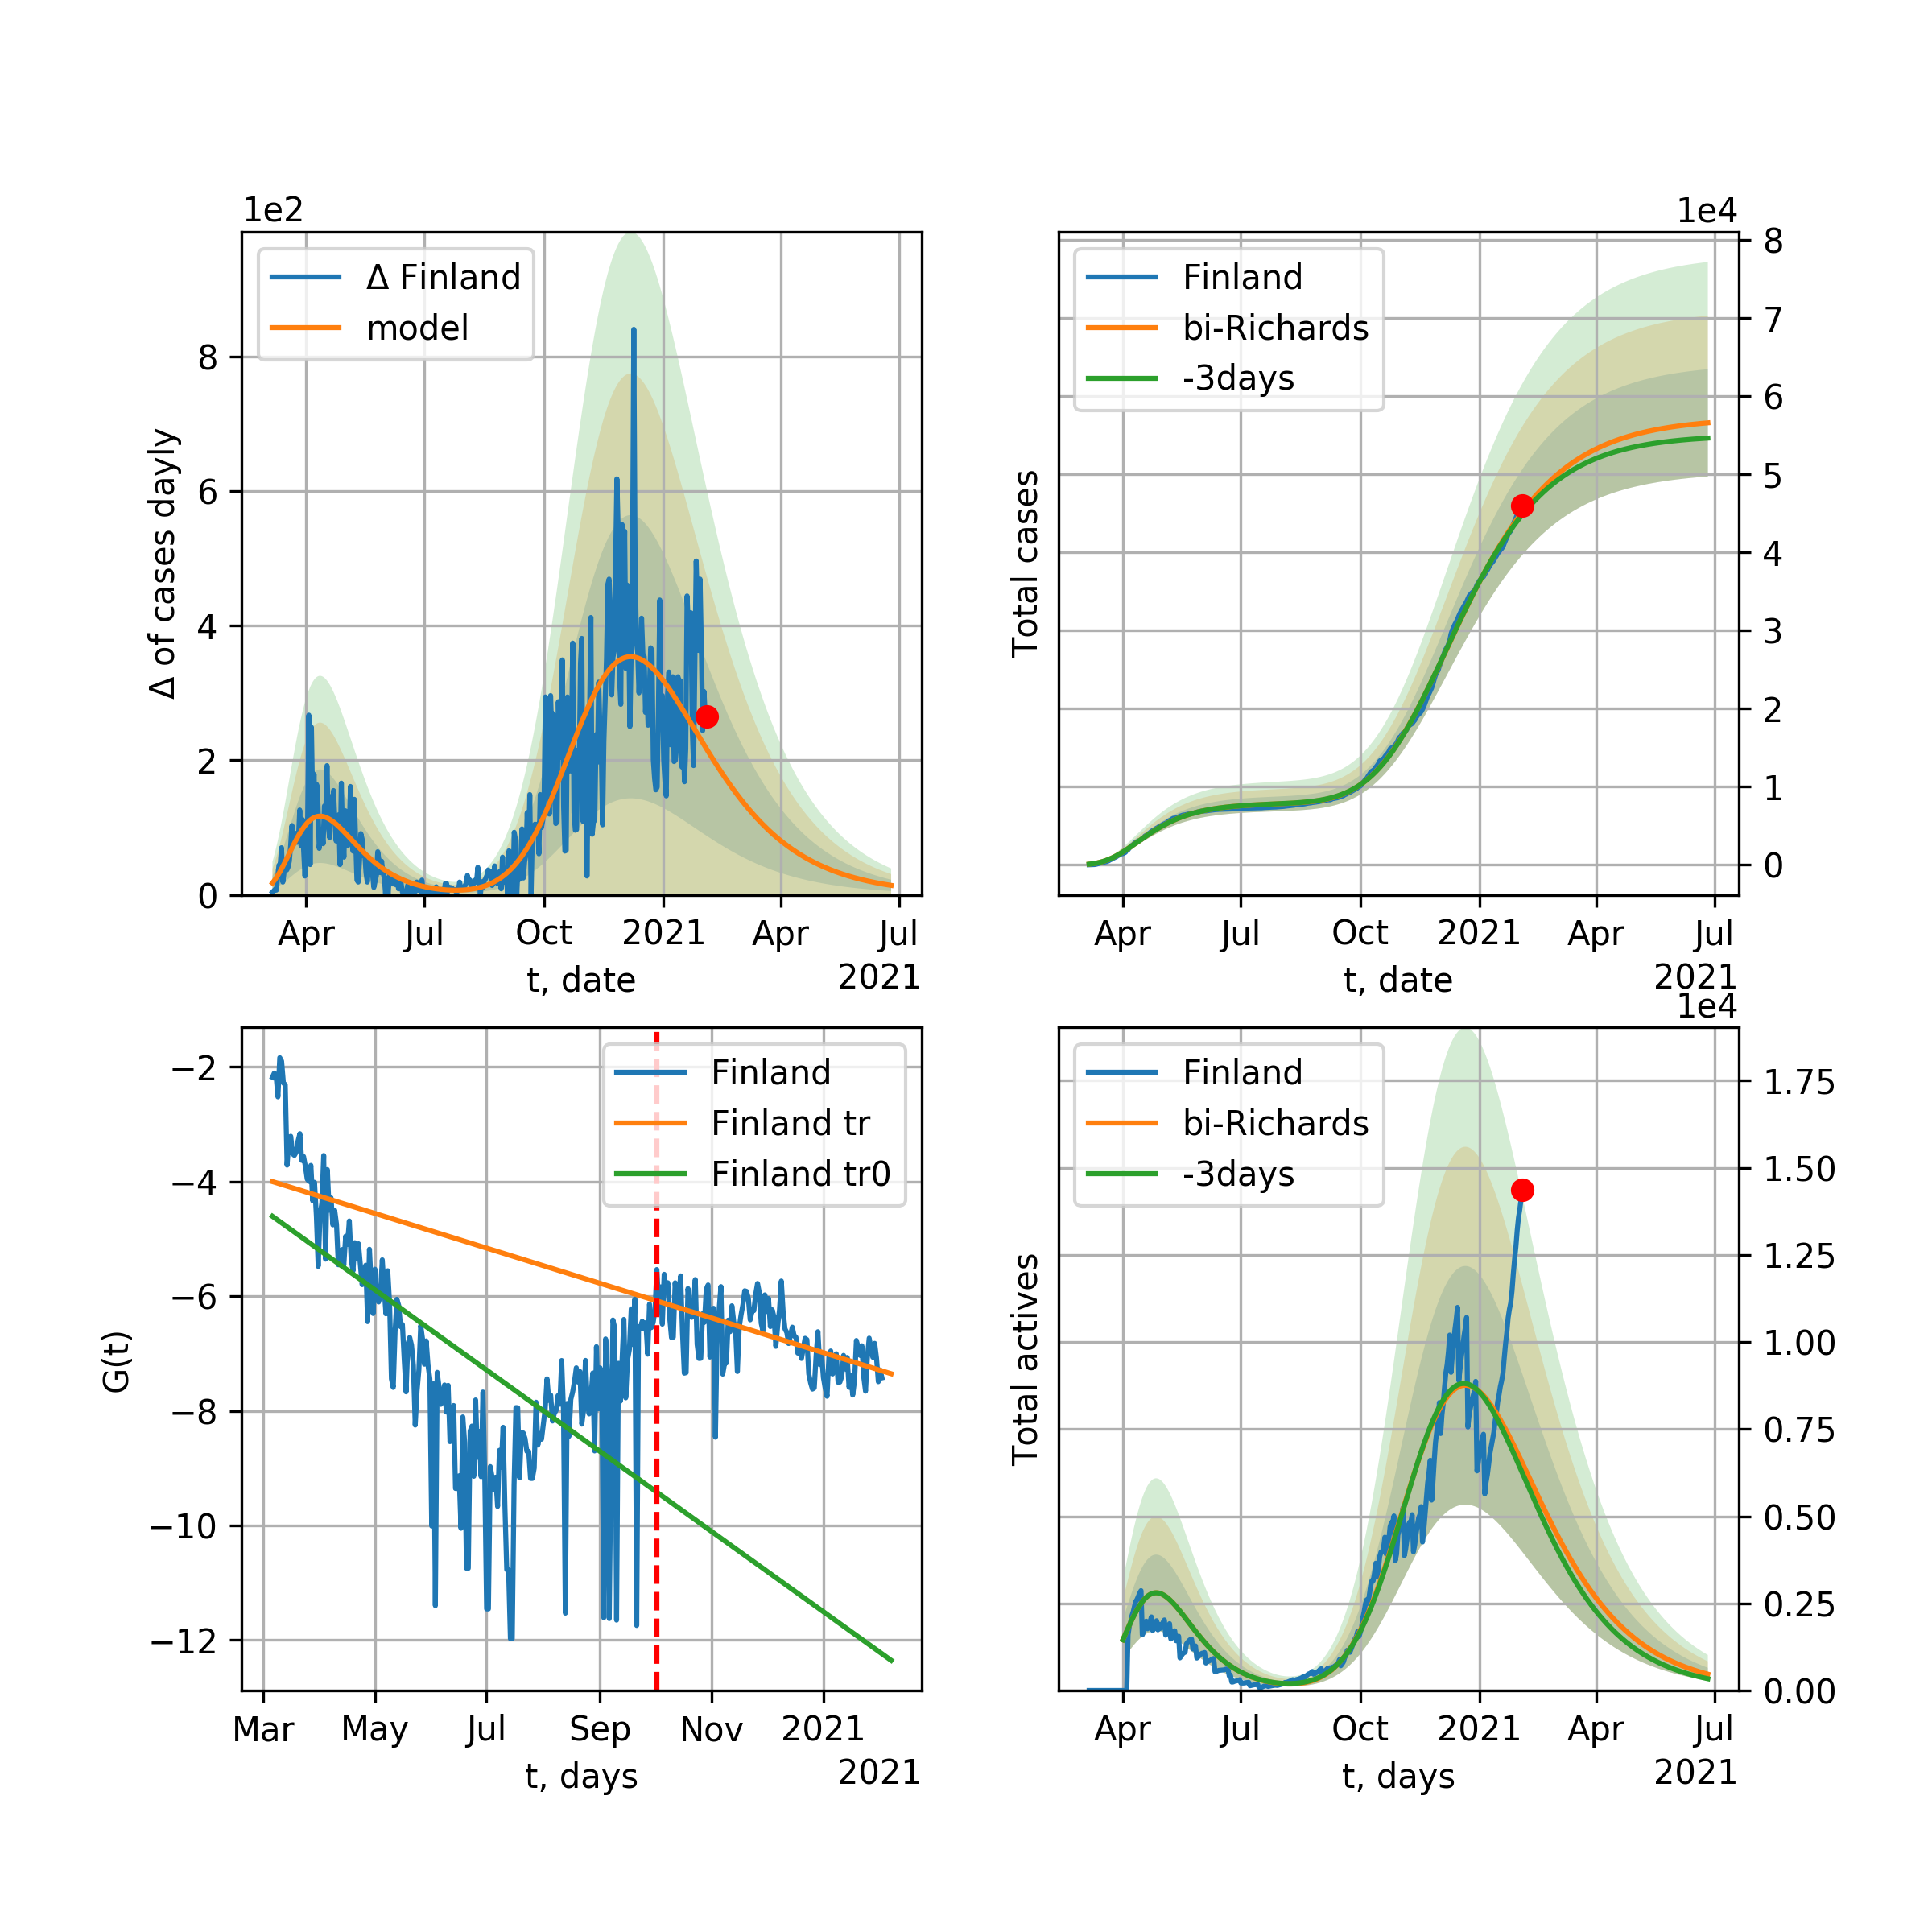 1e2
Δ Finland
model
8
6
4
2
0
Δ of cases dayly
Apr Jul Oct 2021 Apr Jul
t, date
2021
1e4
Finland
bi-Richards
-3days
8
7
6
5
4
3
2
1
0
Total cases
Apr Jul Oct 2021 Apr Jul
t, date
2021
Finland
Finland tr
Finland tr0
−2
−4
−6
−8
−10
−12
G(t)
Mar May Jul Sep Nov 2021
t, days
2021
1e4
Finland
bi-Richards
-3days
1.75
1.50
1.25
1.00
0.75
0.50
0.25
0.00
Total actives
Apr Jul Oct 2021 Apr Jul
t, days
2021